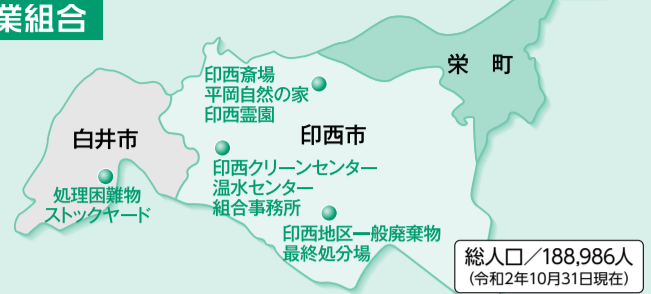 業組合
栄町
印西斎場
平岡自然の家
印西霊園
印西市
白井市
印西クリーンセンター
温水センター
組合事務所
処理困難物
ストックヤード
印西地区一般廃棄物
最終処分場
総人口／188,986人
（令和2年10月31日現在）